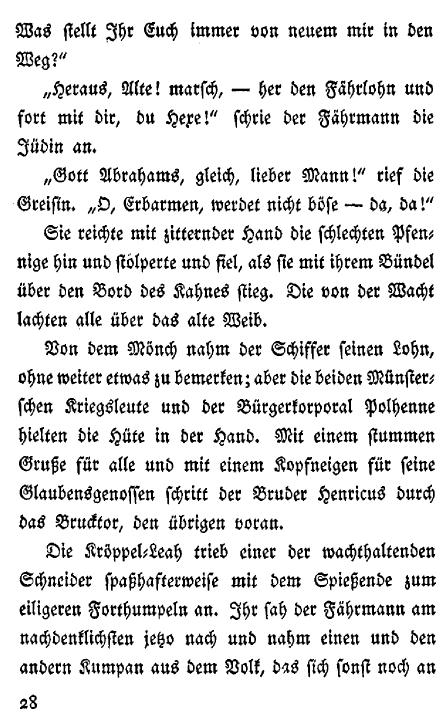 Was stellt Ihr Euch immer von neuem mir in den
Weg?“
„Heraus, Alte! marsch, — her den Fährlohn und
fort mit dir, du Hexe!“ schrie der Fährmann die
Jüdin an.
„Gott Abrahams, gleich, lieber Mann!“ rief die
Greisin. „O, Erbarmen, werdet nicht böse — da, da!“
Sie reichte mit zitternder Hand die schlechten Pfen-
nige hin und stolperte und fiel, als sie mit ihrem Bündel
über den Bord des Kahnes stieg. Die von der Wacht
lachten alle über das alte Weib.
Von dem Mönch nahm der Schiffer seinen Lohn,
ohne weiter etwas zu bemerken; aber die beiden Münster-
schen Kriegsleute und der Bürgerkorporal Polhenne
hielten die Hüte in der Hand. Mit einem stummen
Gruße für alle und mit einem Kopfneigen für seine
Glaubensgenossen schritt der Bruder Henricus durch
das Brucktor, den übrigen voran.
Die Kröppel-Leah trieb einer der wachthaltenden
Schneider spaßhafterweise mit dem Spießende zum
eiligeren Forthumpeln an. Ihr sah der Fährmann am
nachdenklichsten jetzo nach und nahm einen und den
andern Kumpan aus dem Volk, das sich sonst noch an
28